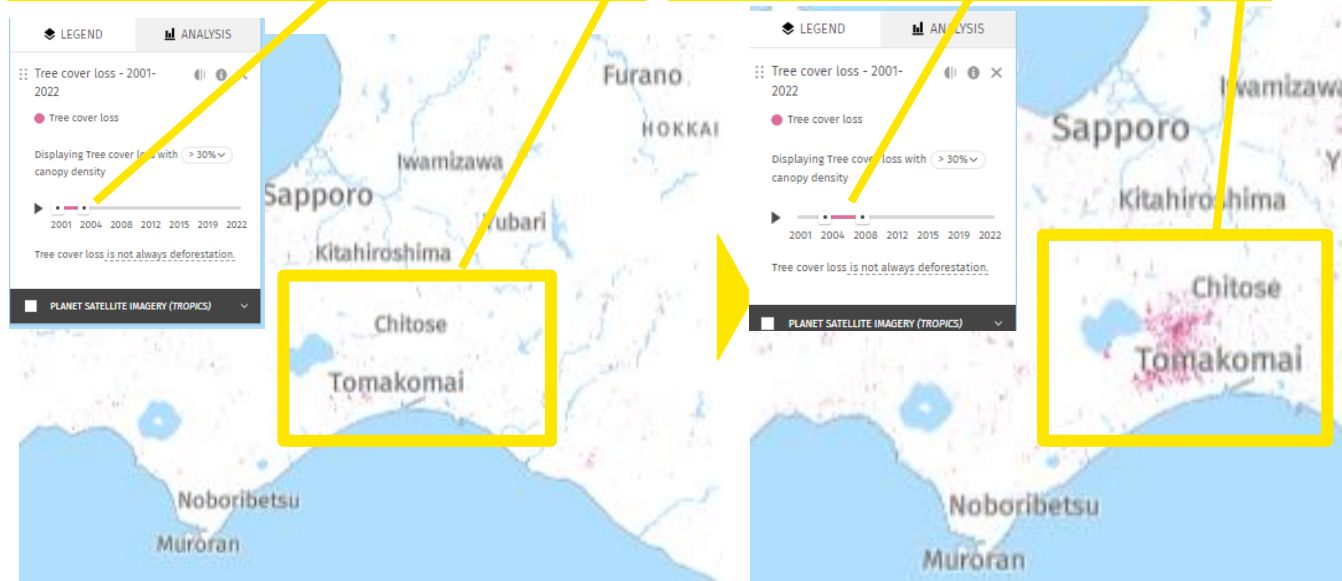 LEGEND
ANALYSIS
Tree cover loss - 2001-
2022
Tree cover loss
Displaying Tree cover loss with > 30%
canopy density
2001 2004 2008 2012 2015 2019 2022
Tree cover loss is not always deforestation.
PLANET SATELLITE IMAGERY (TROPICS)
Furano
HOKKAI
Iwamizawa
Sapporo
Yubari
Kitahiroshima
Chitose
Tomakomai
Noboribetsu
Muroran
LEGEND
ANALYSIS
Tree cover loss - 2001-
2022
Tree cover loss
Displaying Tree cover loss with > 30%
canopy density
2001 2004 2008 2012 2015 2019 2022
Tree cover loss is not always deforestation.
PLANET SATELLITE IMAGERY (TROPICS)
Iwamizawa
Sapporo
Y
Kitahiroshima
Chitose
Tomakomai
Noboribetsu
Muroran